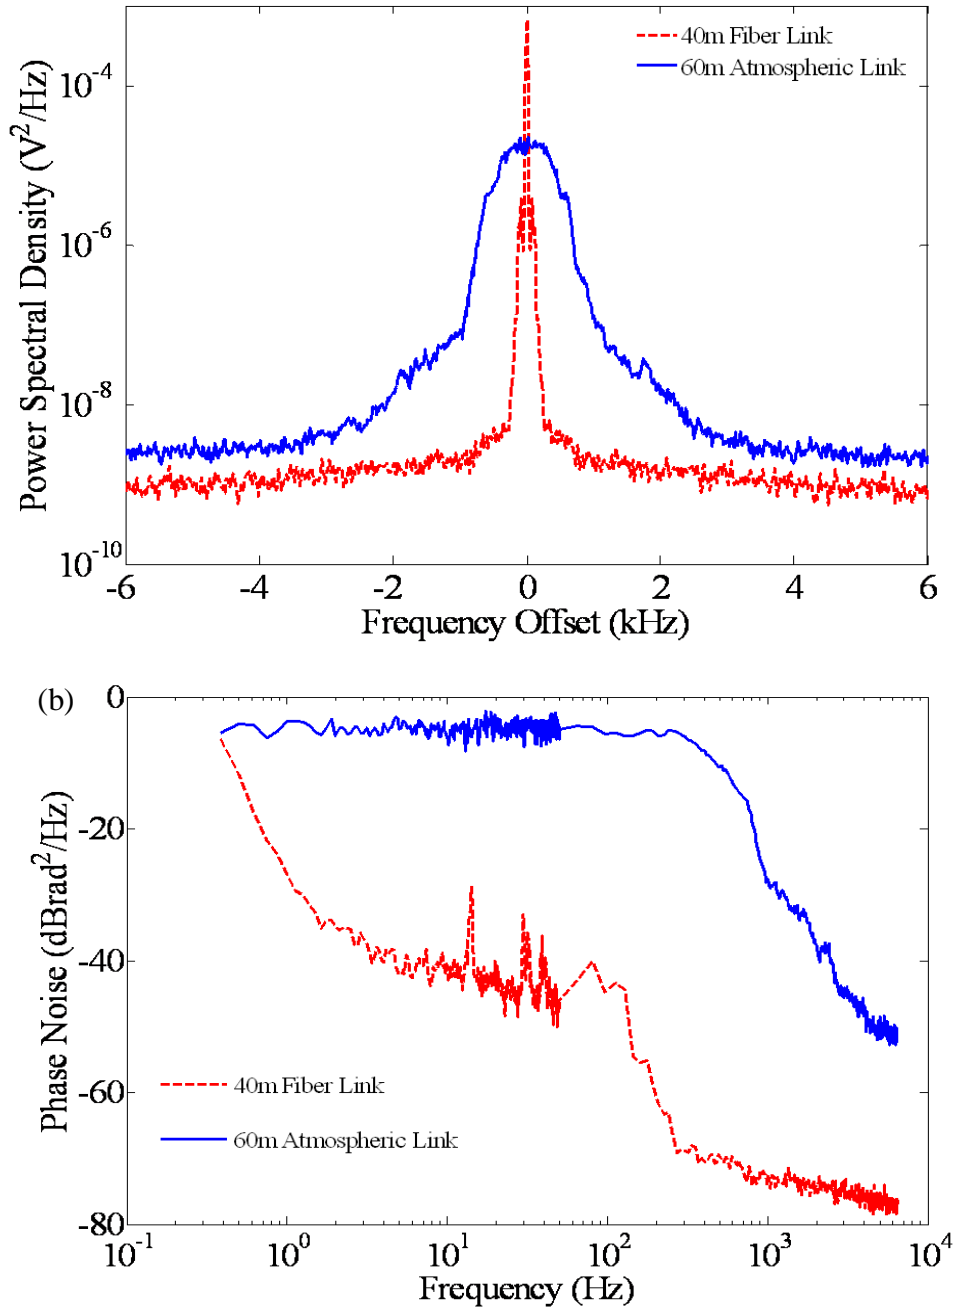 40m Fiber Link
60m Atmospheric Link
10^-4
10^-6
10^-8
10^-10
Power Spectral Density (V^2/Hz)
-6 -4 -2 0 2 4 6
Frequency Offset (kHz)
(b)
0
-20
-40
-60
-80
Phase Noise (dBrad^2/Hz)
40m Fiber Link
60m Atmospheric Link
10^-1 10^0 10^1 10^2 10^3 10^4
Frequency (Hz)